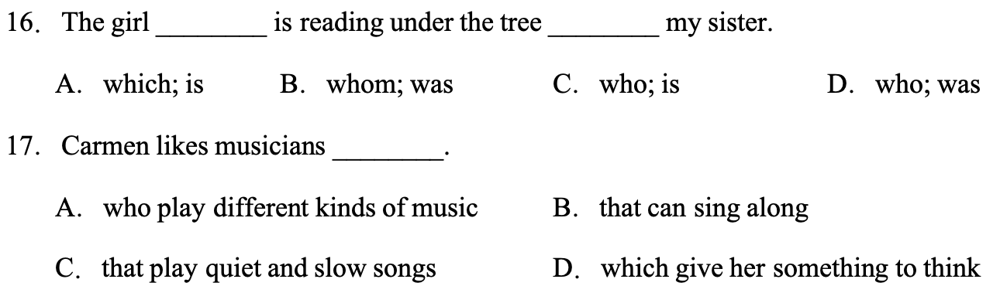 16. The girl ________ is reading under the tree ________ my sister.
A. which; is B. whom; was C. who; is D. who; was
17. Carmen likes musicians ________.
A. who play different kinds of music B. that can sing along
C. that play quiet and slow songs D. which give her something to think